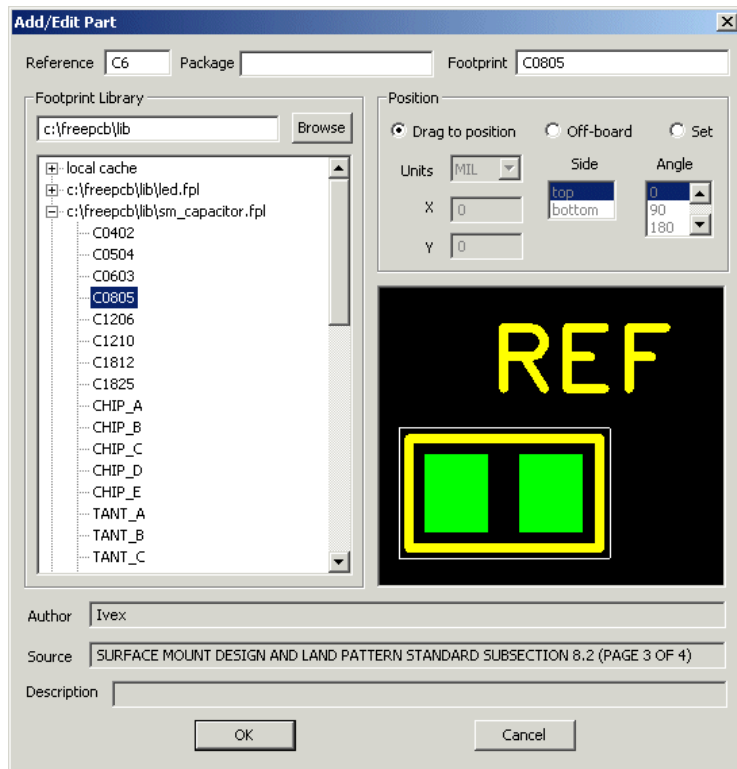 Add/Edit Part
Reference C6 Package Footprint C0805
Footprint Library
c:\freepcb\lib Browse
local cache
c:\freepcb\lib\led.fpl
c:\freepcb\lib\sm_capacitor.fpl
C0402
C0504
C0603
C0805
C1206
C1210
C1812
C1825
CHIP_A
CHIP_B
CHIP_C
CHIP_D
CHIP_E
TANT_A
TANT_B
TANT_C
Position
Drag to position Off-board Set
Units MIL Side Angle
X 0 top 0
bottom 90
Y 0 180
REF
Author Ivex
Source SURFACE MOUNT DESIGN AND LAND PATTERN STANDARD SUBSECTION 8.2 (PAGE 3 OF 4)
Description
OK Cancel